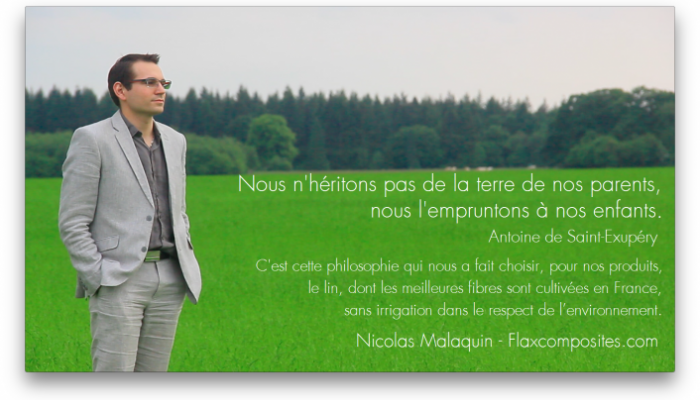 Nous n'héritons pas de la terre de nos parents,
nous l'empruntons à nos enfants.
Antoine de Saint-Exupéry
C'est cette philosophie qui nous a fait choisir, pour nos produits,
le lin, dont les meilleures fibres sont cultivées en France,
sans irrigation dans le respect de l'environnement.
Nicolas Malaquin - Flaxcomposites.com